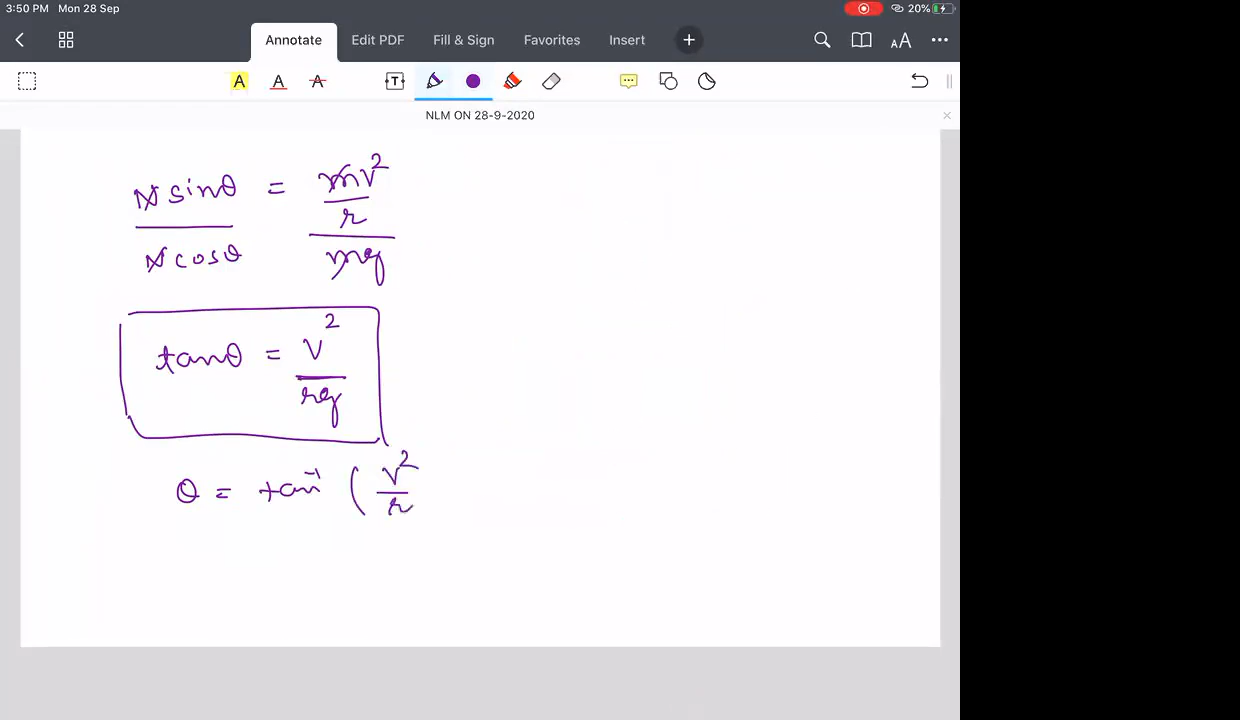 3:50 PM Mon 28 Sep 20%
Annotate Edit PDF Fill & Sign Favorites Insert
A A A T
NLM ON 28-9-2020
N sinθ / N cosθ = (mv² / r) / mg
tanθ = v² / rg
θ = tan⁻¹ ( v² / r